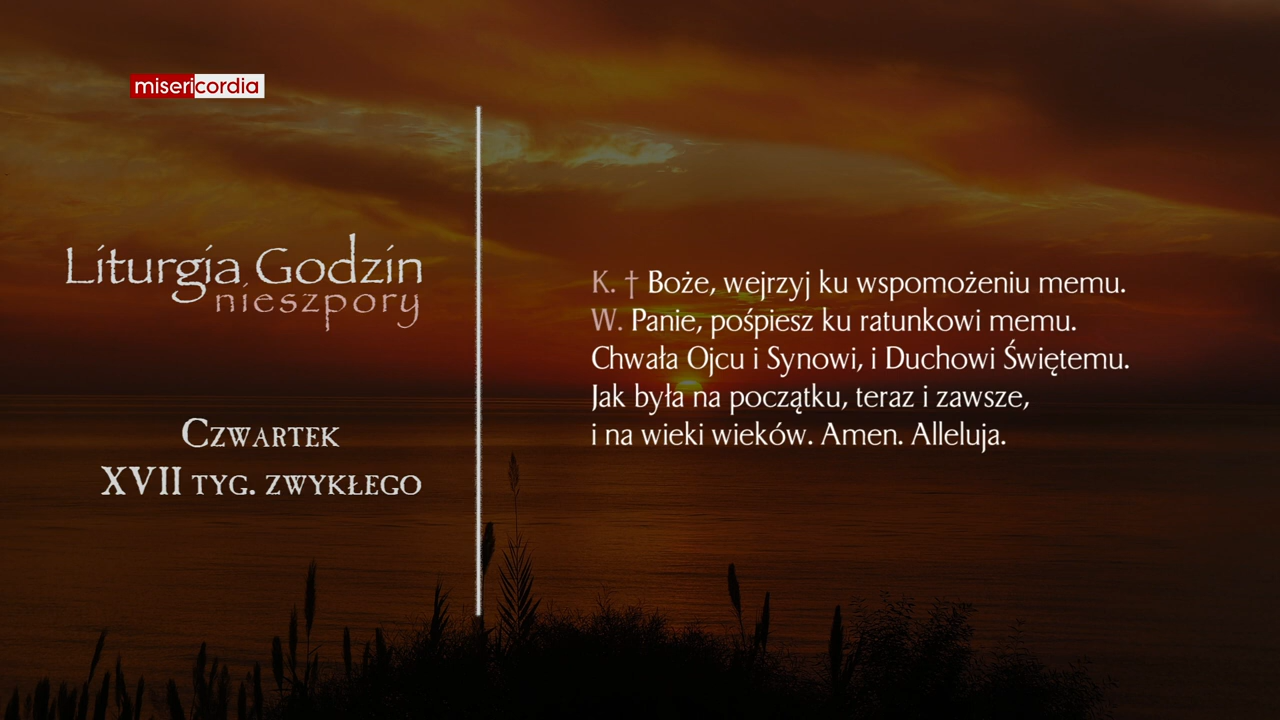 misericordia
Liturgia Godzin
nieszpory
Czwartek
XVII tyg. zwykłego
K. † Boże, wejrzyj ku wspomożeniu memu.
W. Panie, pośpiesz ku ratunkowi memu.
Chwała Ojcu i Synowi, i Duchowi Świętemu.
Jak była na początku, teraz i zawsze,
i na wieki wieków. Amen. Alleluja.